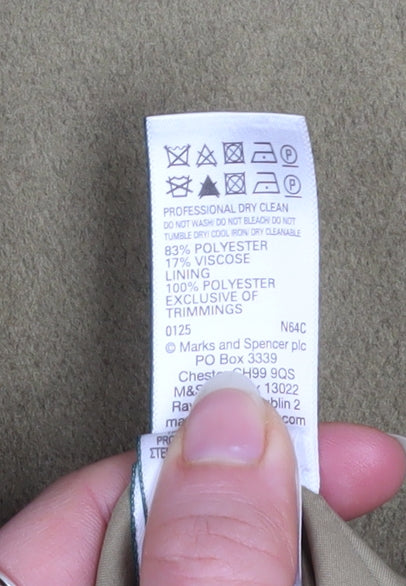 P
P
PROFESSIONAL DRY CLEAN
DO NOT WASH/ DO NOT BLEACH/ DO NOT
TUMBLE DRY/ COOL IRON/ DRY CLEANABLE
83% POLYESTER
17% VISCOSE
LINING
100% POLYESTER
EXCLUSIVE OF
TRIMMINGS
0125 N64C
© Marks and Spencer plc
PO Box 3339
CH99 9QS
13022
2